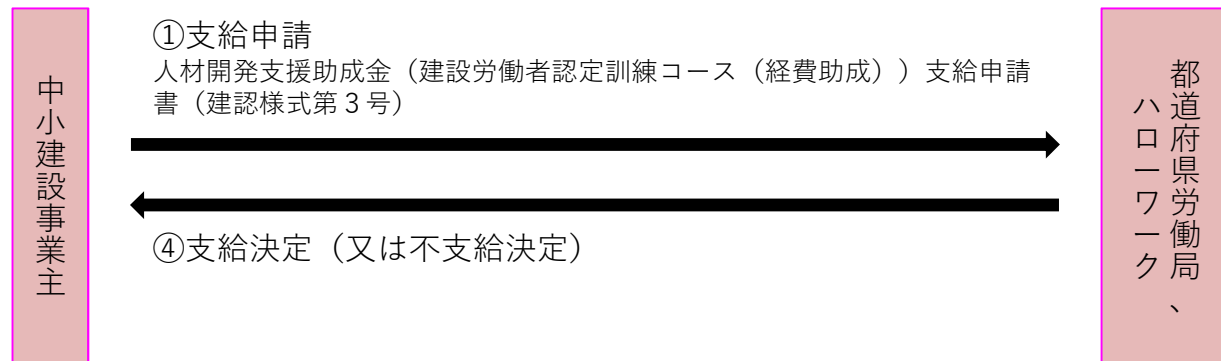 中小建設事業主
①支給申請
人材開発支援助成金（建設労働者認定訓練コース（経費助成））支給申請
書（建認様式第３号）
④支給決定（又は不支給決定）
都道府県労働局、
ハローワーク